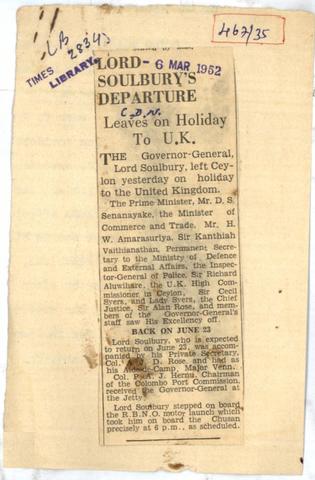 LB
2834
TIMES
LIBRARY.
467/35
LORD - 6 MAR 1952
SOULBURY'S
DEPARTURE
C.D.N.
Leaves on Holiday
To U.K.
THE Governor-General,
Lord Soulbury, left Cey-
lon yesterday on holiday
to the United Kingdom.
The Prime Minister, Mr. D. S.
Senanayake, the Minister of
Commerce and Trade, Mr. H.
W. Amarasuriya, Sir Kanthiah
Vaithianathan, Permanent Secre-
tary to the Ministry of Defence
and External Affairs, the Inspec-
tor-General of Police, Sir Richard
Aluwihare, the U.K. High Com-
missioner in Ceylon, Sir Cecil
Syers, and Lady Syers, the Chief
Justice, Sir Alan Rose, and mem-
bers of the Governor-General's
staff saw His Excellency off.
BACK ON JUNE 23
Lord Soulbury, who is expected
to return on June 23, was accom-
panied by his Private Secretary,
Col. D. Rose, and had as
his Aide-de-Camp, Major Venn.
Col. P. A. J. Hernu, Chairman
of the Colombo Port Commission,
received the Governor-General at
the Jetty.
Lord Soulbury stepped on board
the R.B.N.O. motor launch which
took him on board the Chusan
precisely at 6 p.m., as scheduled.